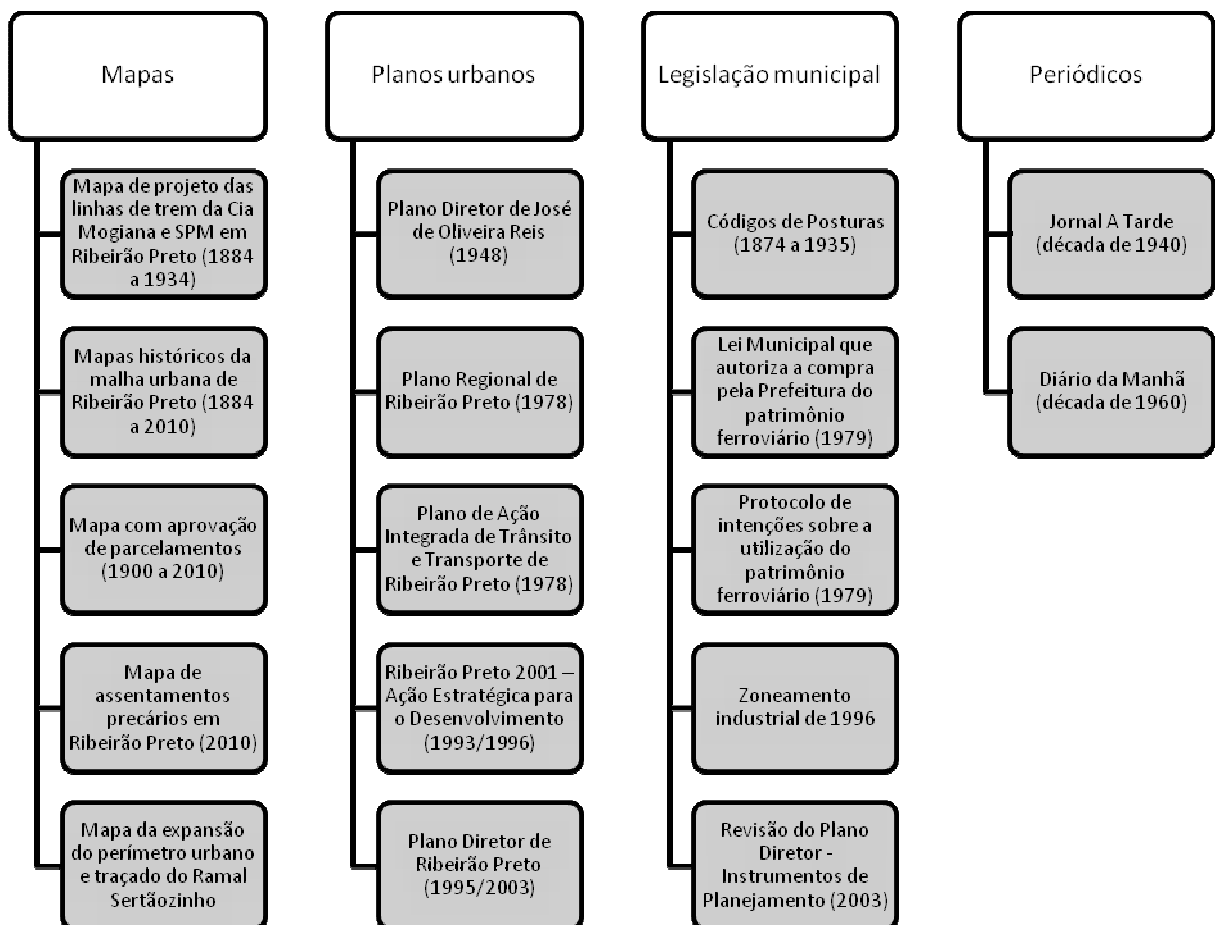 Mapas
Mapa de projeto das
linhas de trem da Cia
Mogiana e SPM em
Ribeirão Preto (1884
a 1934)
Mapas históricos da
malha urbana de
Ribeirão Preto (1884
a 2010)
Mapa com aprovação
de parcelamentos
(1900 a 2010)
Mapa de
assentamentos
precários em
Ribeirão Preto (2010)
Mapa da expansão
do perímetro urbano
e traçado do Ramal
Sertãozinho
Planos urbanos
Plano Diretor de José
de Oliveira Reis
(1948)
Plano Regional de
Ribeirão Preto (1978)
Plano de Ação
Integrada de Trânsito
e Transporte de
Ribeirão Preto (1978)
Ribeirão Preto 2001 –
Ação Estratégica para
o Desenvolvimento
(1993/1996)
Plano Diretor de
Ribeirão Preto
(1995/2003)
Legislação municipal
Códigos de Posturas
(1874 a 1935)
Lei Municipal que
autoriza a compra
pela Prefeitura do
patrimônio
ferroviário (1979)
Protocolo de
intenções sobre a
utilização do
patrimônio
ferroviário (1979)
Zoneamento
industrial de 1996
Revisão do Plano
Diretor -
Instrumentos de
Planejamento (2003)
Periódicos
Jornal A Tarde
(década de 1940)
Diário da Manhã
(década de 1960)